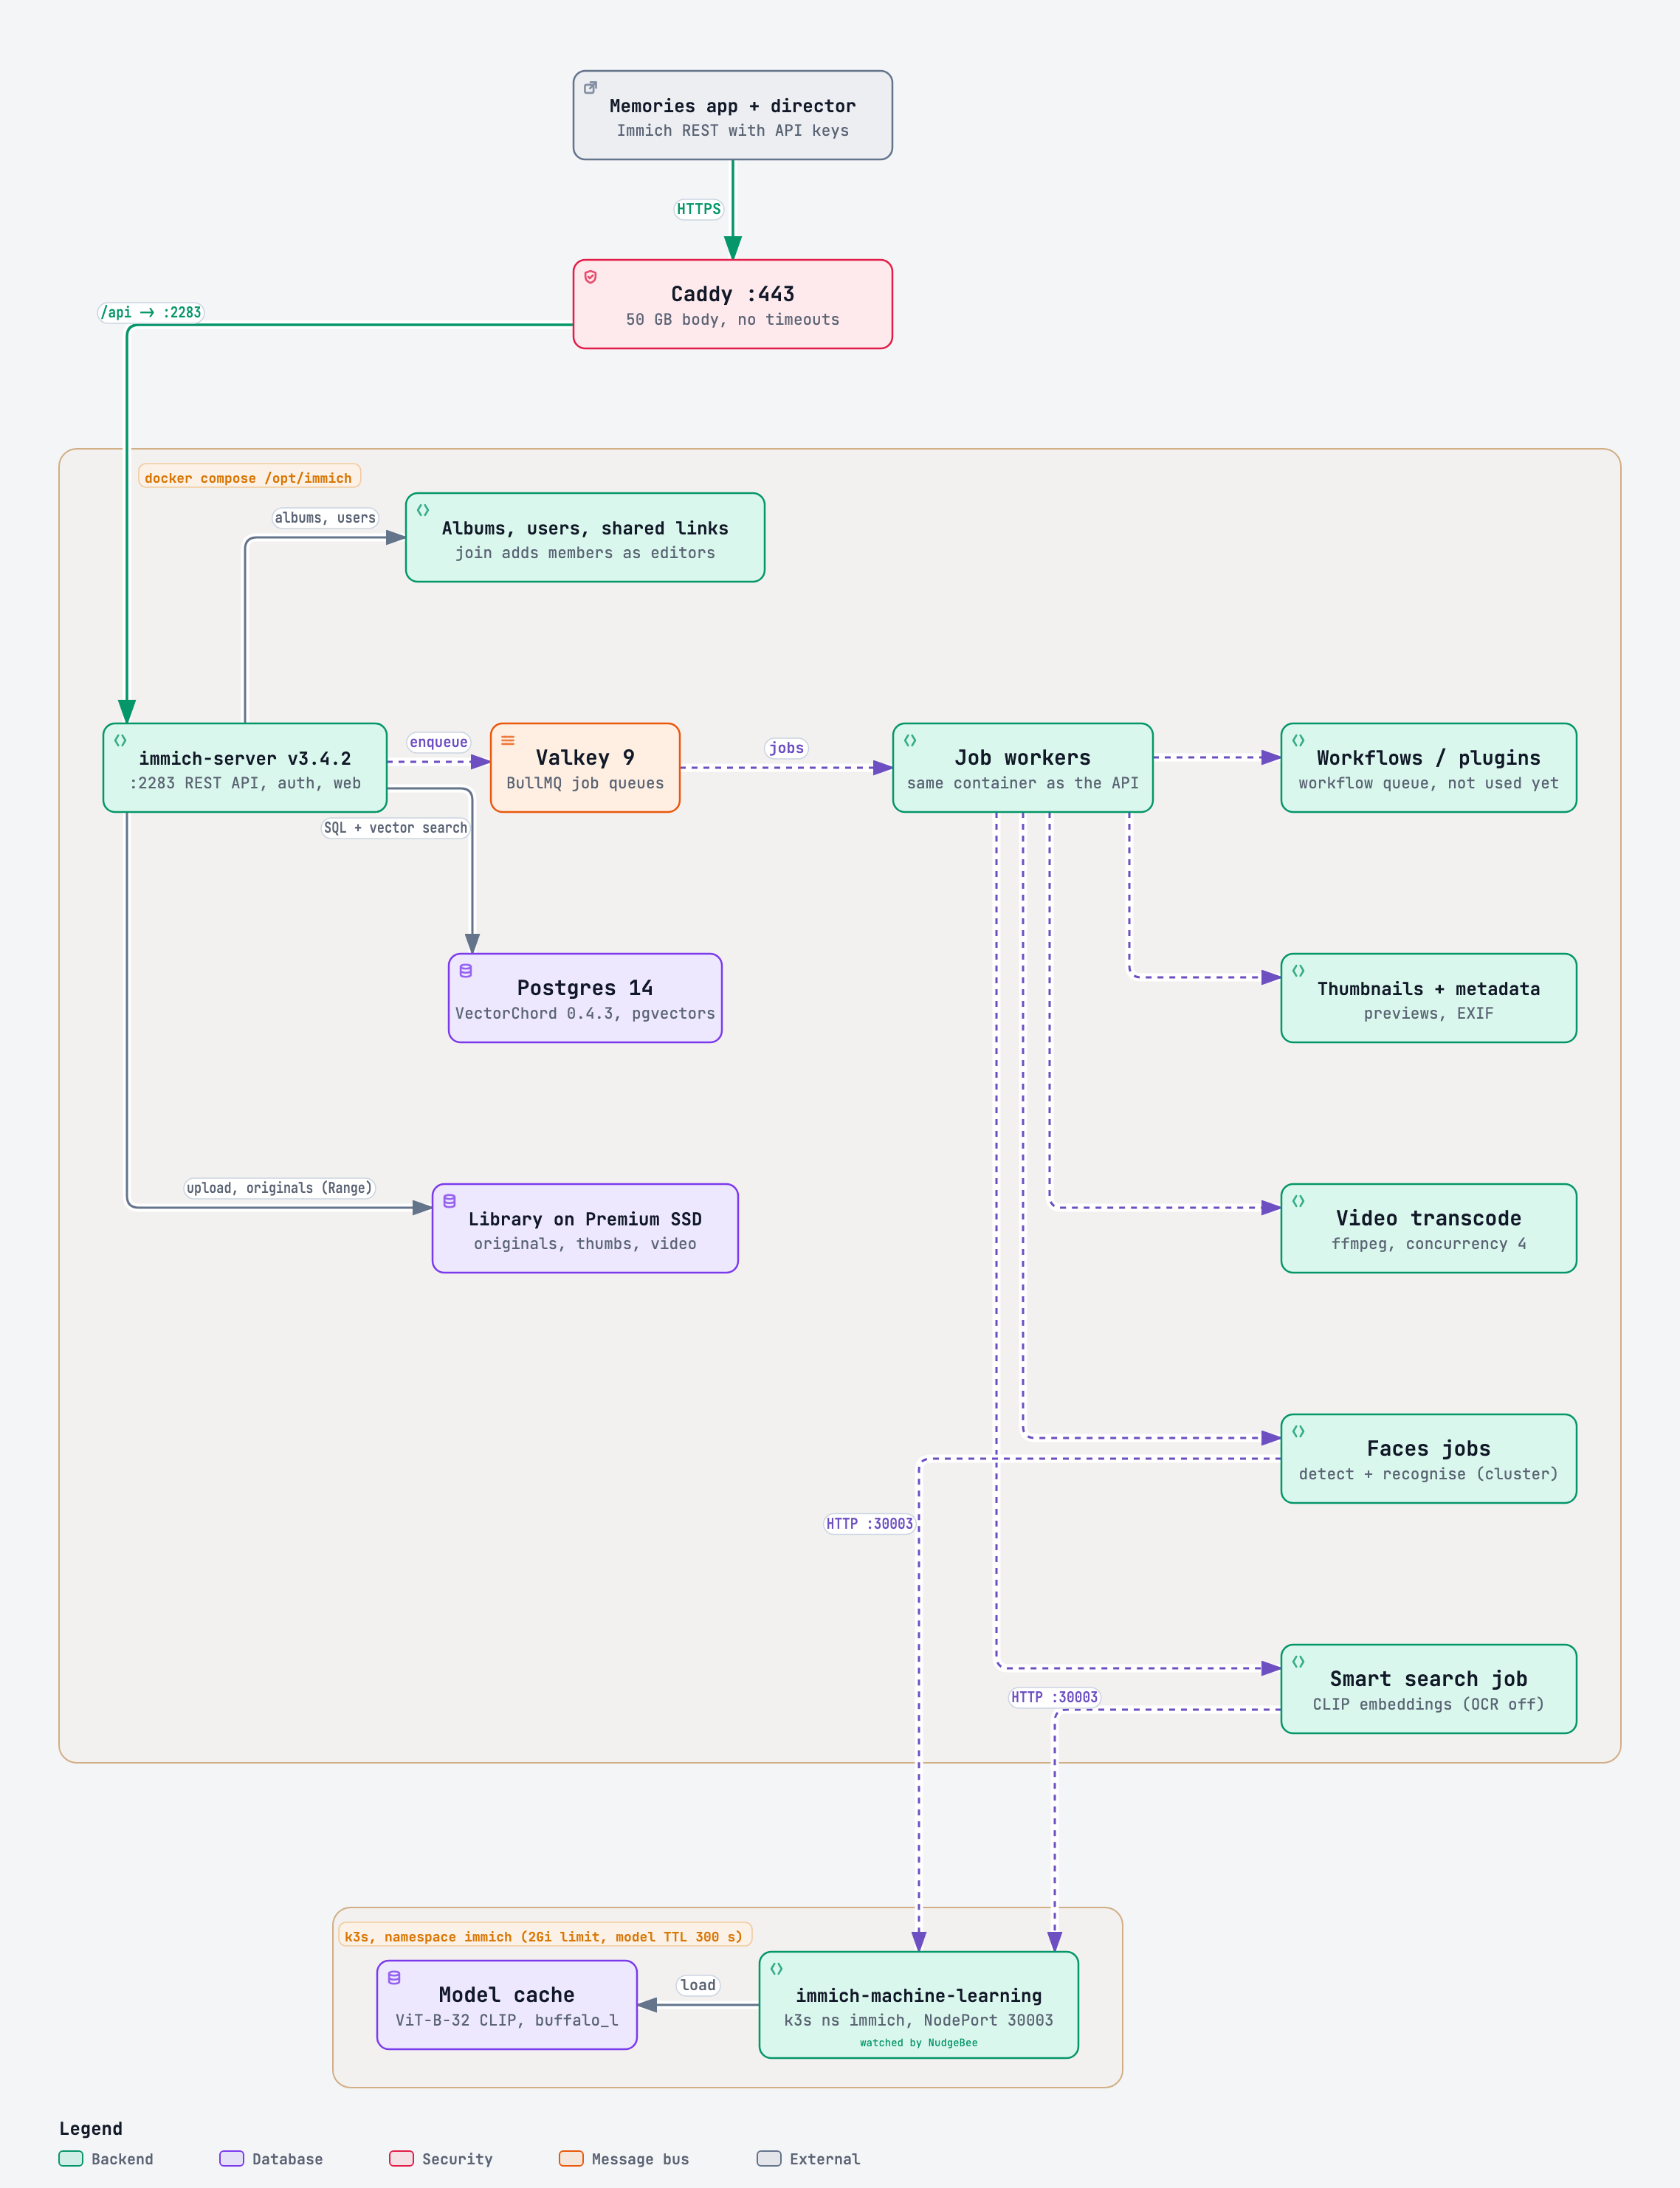 Memories app + director
Immich REST with API keys
HTTPS
Caddy :443
50 GB body, no timeouts
/api → :2283
docker compose /opt/immich
albums, users
Albums, users, shared links
join adds members as editors
immich-server v3.4.2
:2283 REST API, auth, web
enqueue
Valkey 9
BullMQ job queues
jobs
Job workers
same container as the API
Workflows / plugins
workflow queue, not used yet
SQL + vector search
Postgres 14
VectorChord 0.4.3, pgvectors
Thumbnails + metadata
previews, EXIF
upload, originals (Range)
Library on Premium SSD
originals, thumbs, video
Video transcode
ffmpeg, concurrency 4
Faces jobs
detect + recognise (cluster)
HTTP :30003
Smart search job
CLIP embeddings (OCR off)
HTTP :30003
k3s, namespace immich (2Gi limit, model TTL 300 s)
Model cache
ViT-B-32 CLIP, buffalo_l
load
immich-machine-learning
k3s ns immich, NodePort 30003
watched by NudgeBee
Legend
Backend
Database
Security
Message bus
External